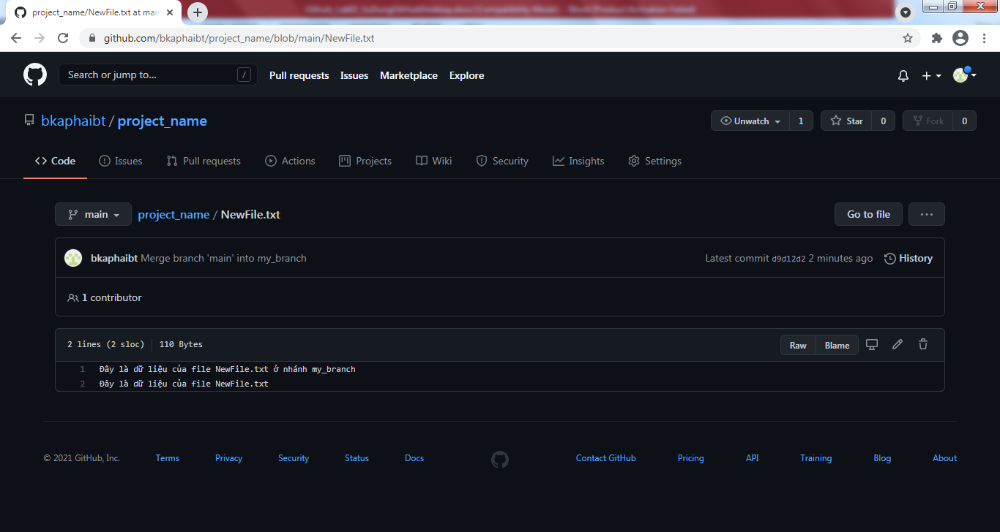 project_name/NewFile.txt at main
github.com/bkaphaibt/project_name/blob/main/NewFile.txt
Search or jump to... /
Pull requests Issues Marketplace Explore
bkaphaibt / project_name
Unwatch 1 Star 0 Fork 0
Code Issues Pull requests Actions Projects Wiki Security Insights Settings
main project_name / NewFile.txt Go to file ...
bkaphaibt Merge branch 'main' into my_branch Latest commit d9d12d2 2 minutes ago History
1 contributor
2 lines (2 sloc) 110 Bytes Raw Blame
1 Đây là dữ liệu của file NewFile.txt ở nhánh my_branch
2 Đây là dữ liệu của file NewFile.txt
© 2021 GitHub, Inc. Terms Privacy Security Status Docs Contact GitHub Pricing API Training Blog About